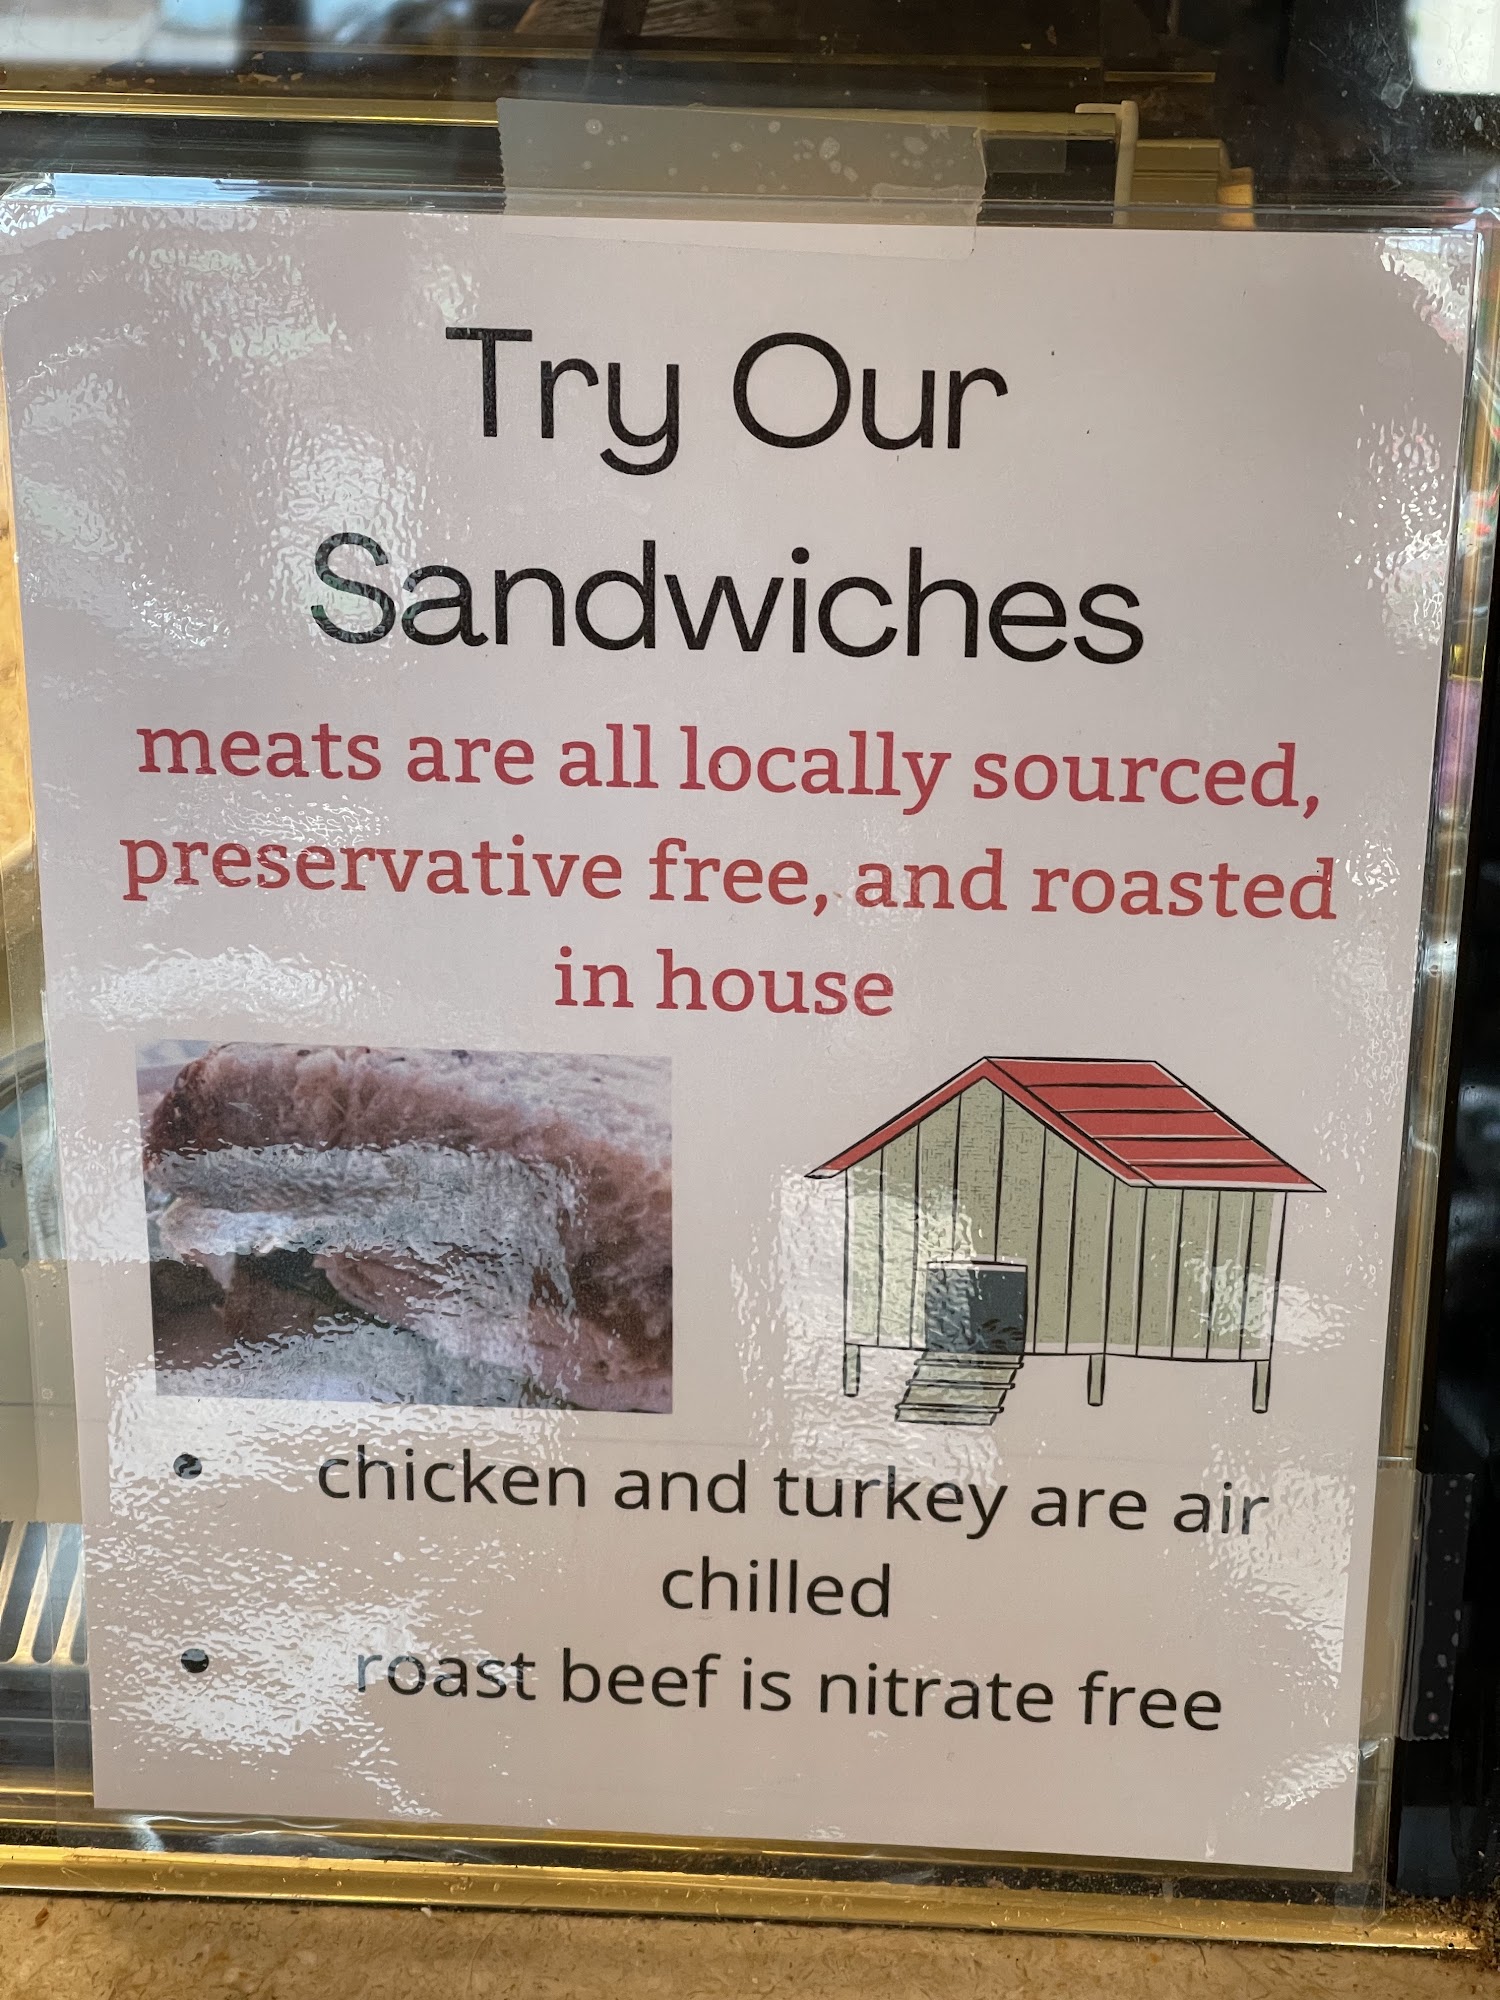 Try Our
Sandwiches
meats are all locally sourced,
preservative free, and roasted
in house
• chicken and turkey are air
chilled
• roast beef is nitrate free